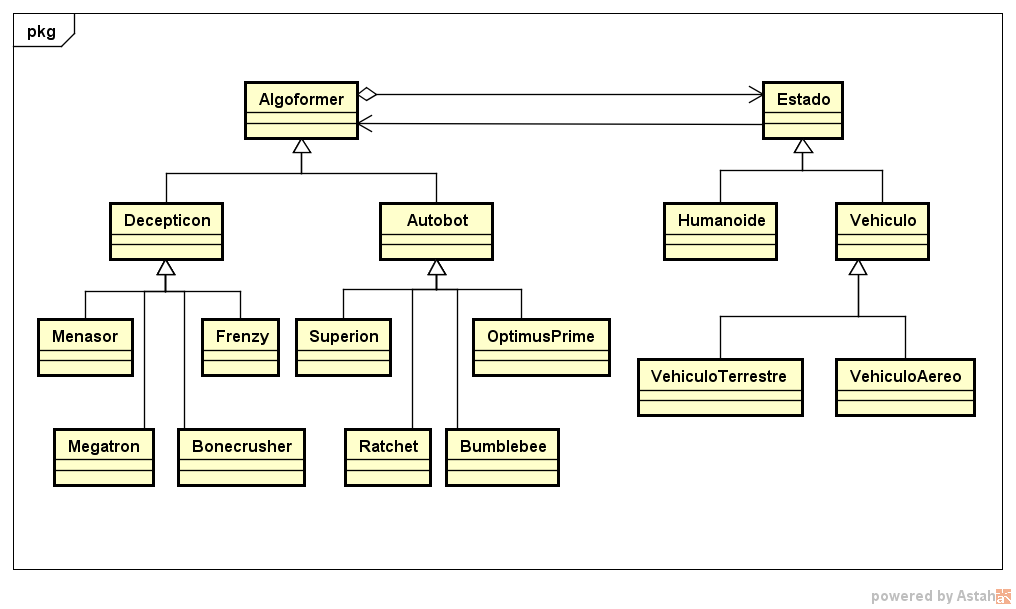 pkg
Algoformer
Estado
Decepticon
Autobot
Humanoide
Vehiculo
Menasor
Frenzy
Superion
OptimusPrime
VehiculoTerrestre
VehiculoAereo
Megatron
Bonecrusher
Ratchet
Bumblebee
powered by Astah